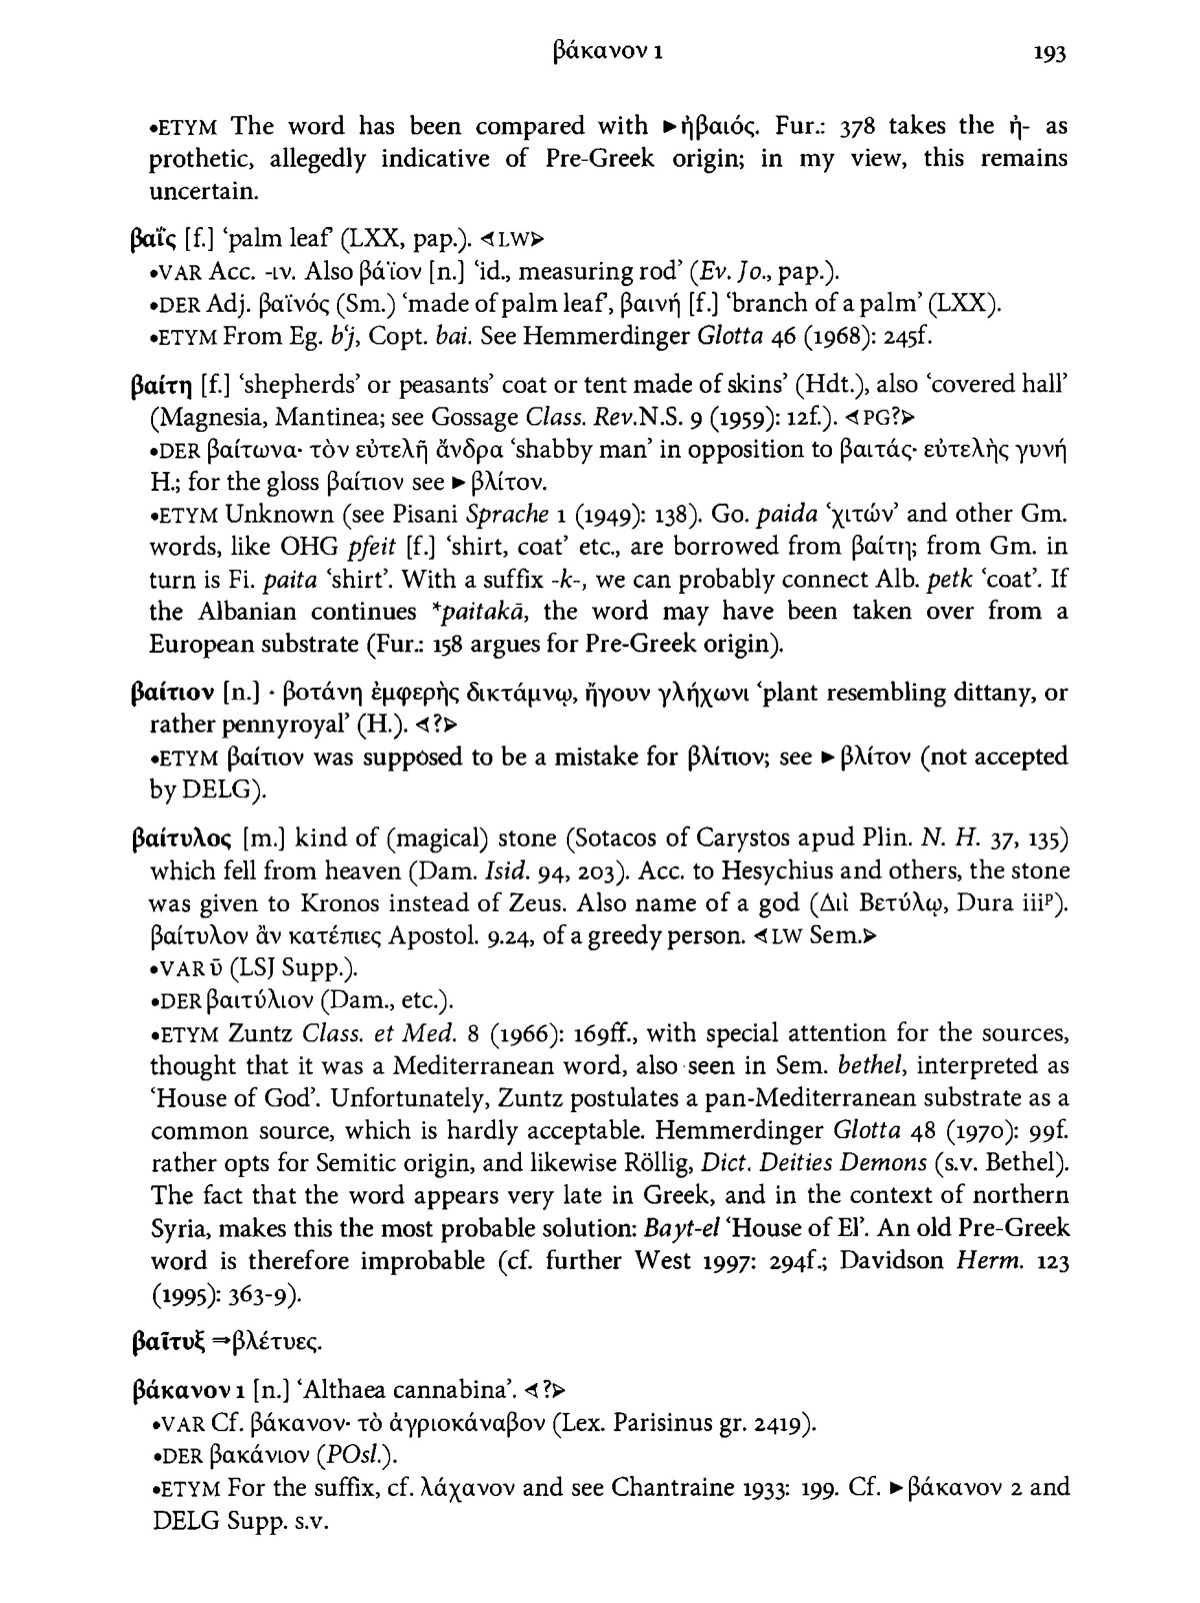 βάκανον 1
193
•ETYM The word has been compared with ►ἠβαιός. Fur.: 378 takes the ἠ- as
prothetic, allegedly indicative of Pre-Greek origin; in my view, this remains
uncertain.
βαΐς [f.] ‘palm leaf’ (LXX, pap.). ⊲LW⊳
•VAR Acc. -ιν. Also βάϊον [n.] ‘id., measuring rod’ (Ev. Jo., pap.).
•DER Adj. βαϊνός (Sm.) ‘made of palm leaf’, βαινή [f.] ‘branch of a palm’ (LXX).
•ETYM From Eg. bʿj, Copt. bai. See Hemmerdinger Glotta 46 (1968): 245f.
βαίτη [f.] ‘shepherds’ or peasants’ coat or tent made of skins’ (Hdt.), also ‘covered hall’
(Magnesia, Mantinea; see Gossage Class. Rev.N.S. 9 (1959): 12f.). ⊲PG?⊳
•DER βαίτωνα· τὸν εὐτελῆ ἄνδρα ‘shabby man’ in opposition to βαιτάς· εὐτελὴς γυνή
H.; for the gloss βαίτιον see ► βλίτον.
•ETYM Unknown (see Pisani Sprache 1 (1949): 138). Go. paida ‘χιτών’ and other Gm.
words, like OHG pfeit [f.] ‘shirt, coat’ etc., are borrowed from βαίτη; from Gm. in
turn is Fi. paita ‘shirt’. With a suffix -k-, we can probably connect Alb. petk ‘coat’. If
the Albanian continues *paitakā, the word may have been taken over from a
European substrate (Fur.: 158 argues for Pre-Greek origin).
βαίτιον [n.] · βοτάνη ἐμφερὴς δικτάμνῳ, ἤγουν γλήχωνι ‘plant resembling dittany, or
rather pennyroyal’ (H.). ⊲?⊳
•ETYM βαίτιον was supposed to be a mistake for βλίτιον; see ► βλίτον (not accepted
by DELG).
βαίτυλος [m.] kind of (magical) stone (Sotacos of Carystos apud Plin. N. H. 37, 135)
which fell from heaven (Dam. Isid. 94, 203). Acc. to Hesychius and others, the stone
was given to Kronos instead of Zeus. Also name of a god (Διὶ Βετύλῳ, Dura iiiᵖ).
βαίτυλον ἂν κατέπιες Apostol. 9.24, of a greedy person. ⊲LW Sem.⊳
•VAR ῡ (LSJ Supp.).
•DER βαιτύλιον (Dam., etc.).
•ETYM Zuntz Class. et Med. 8 (1966): 169ff., with special attention for the sources,
thought that it was a Mediterranean word, also seen in Sem. bethel, interpreted as
‘House of God’. Unfortunately, Zuntz postulates a pan-Mediterranean substrate as a
common source, which is hardly acceptable. Hemmerdinger Glotta 48 (1970): 99f.
rather opts for Semitic origin, and likewise Röllig, Dict. Deities Demons (s.v. Bethel).
The fact that the word appears very late in Greek, and in the context of northern
Syria, makes this the most probable solution: Bayt-el ‘House of El’. An old Pre-Greek
word is therefore improbable (cf. further West 1997: 294f.; Davidson Herm. 123
(1995): 363-9).
βαῖτυξ ⇒βλέτυες.
βάκανον 1 [n.] ‘Althaea cannabina’. ⊲?⊳
•VAR Cf. βάκανον· τὸ ἀγριοκάναβον (Lex. Parisinus gr. 2419).
•DER βακάνιον (POsl.).
•ETYM For the suffix, cf. λάχανον and see Chantraine 1933: 199. Cf. ►βάκανον 2 and
DELG Supp. s.v.